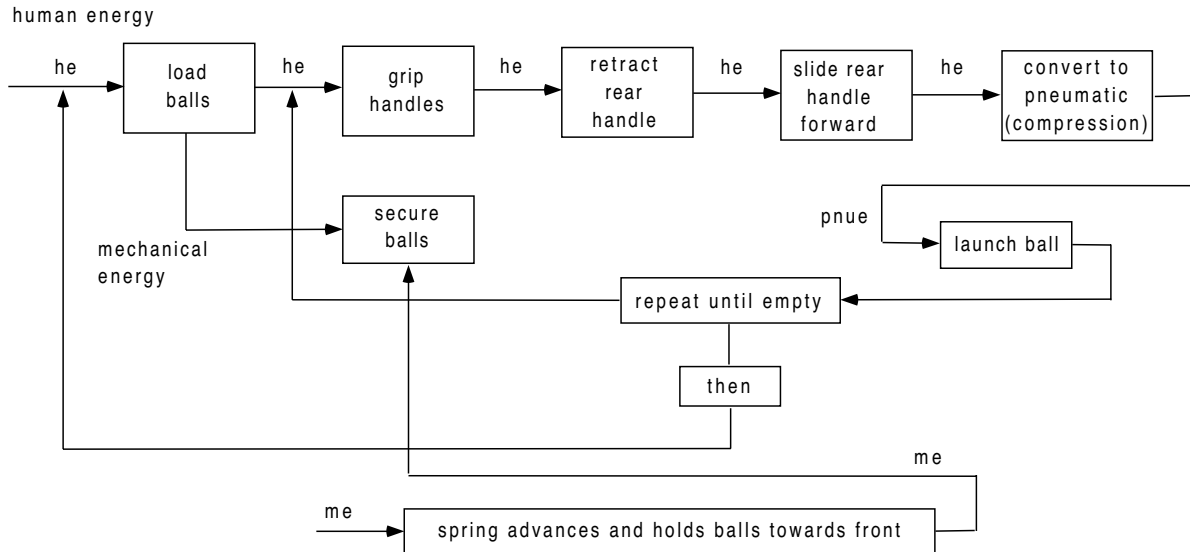 human energy
he
load
balls
he
grip
handles
he
retract
rear
handle
he
slide rear
handle
forward
he
convert to
pneumatic
(compression)
secure
balls
mechanical
energy
pnue
launch ball
repeat until empty
then
me
me
spring advances and holds balls towards front